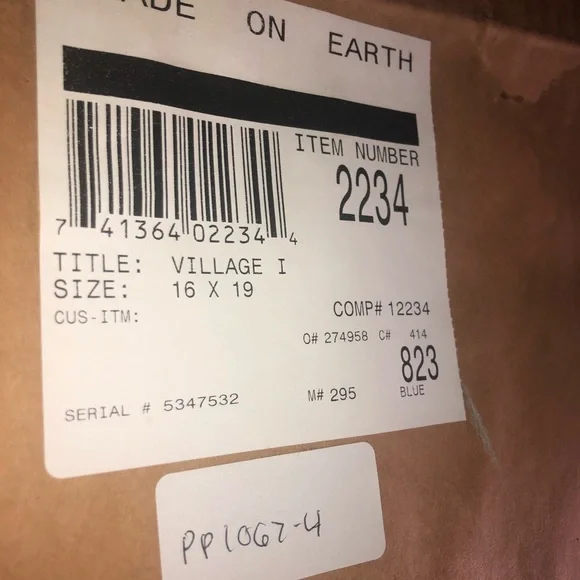 ON EARTH
ITEM NUMBER
2234
7 41364 02234 4
TITLE: VILLAGE I
SIZE: 16 X 19
CUS-ITM:
COMP# 12234
O# 274958 C# 414
823
BLUE
SERIAL # 5347532
M# 295
PP1067-4